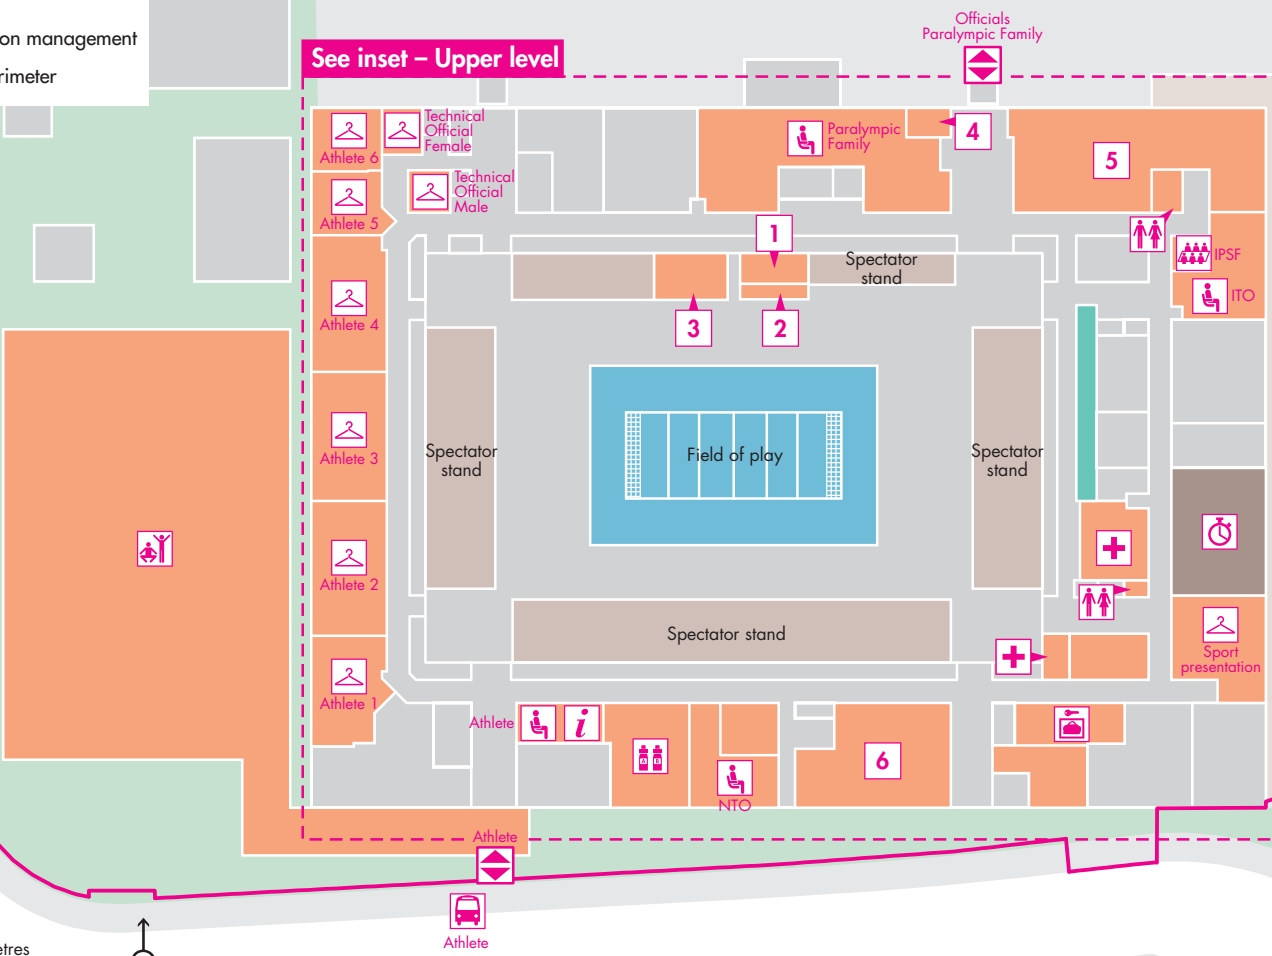 on management
rimeter
See inset – Upper level
Officials
Paralympic Family
Athlete 6
Technical
Official
Female
Technical
Official
Male
Athlete 5
Paralympic
Family
4
5
1
Spectator
stand
IPSF
ITO
Athlete 4
3
2
Athlete 3
Spectator
stand
Field of play
Spectator
stand
Athlete 2
Spectator stand
Sport
presentation
Athlete 1
Athlete
i
A
B
NTO
6
Athlete
Athlete
etres